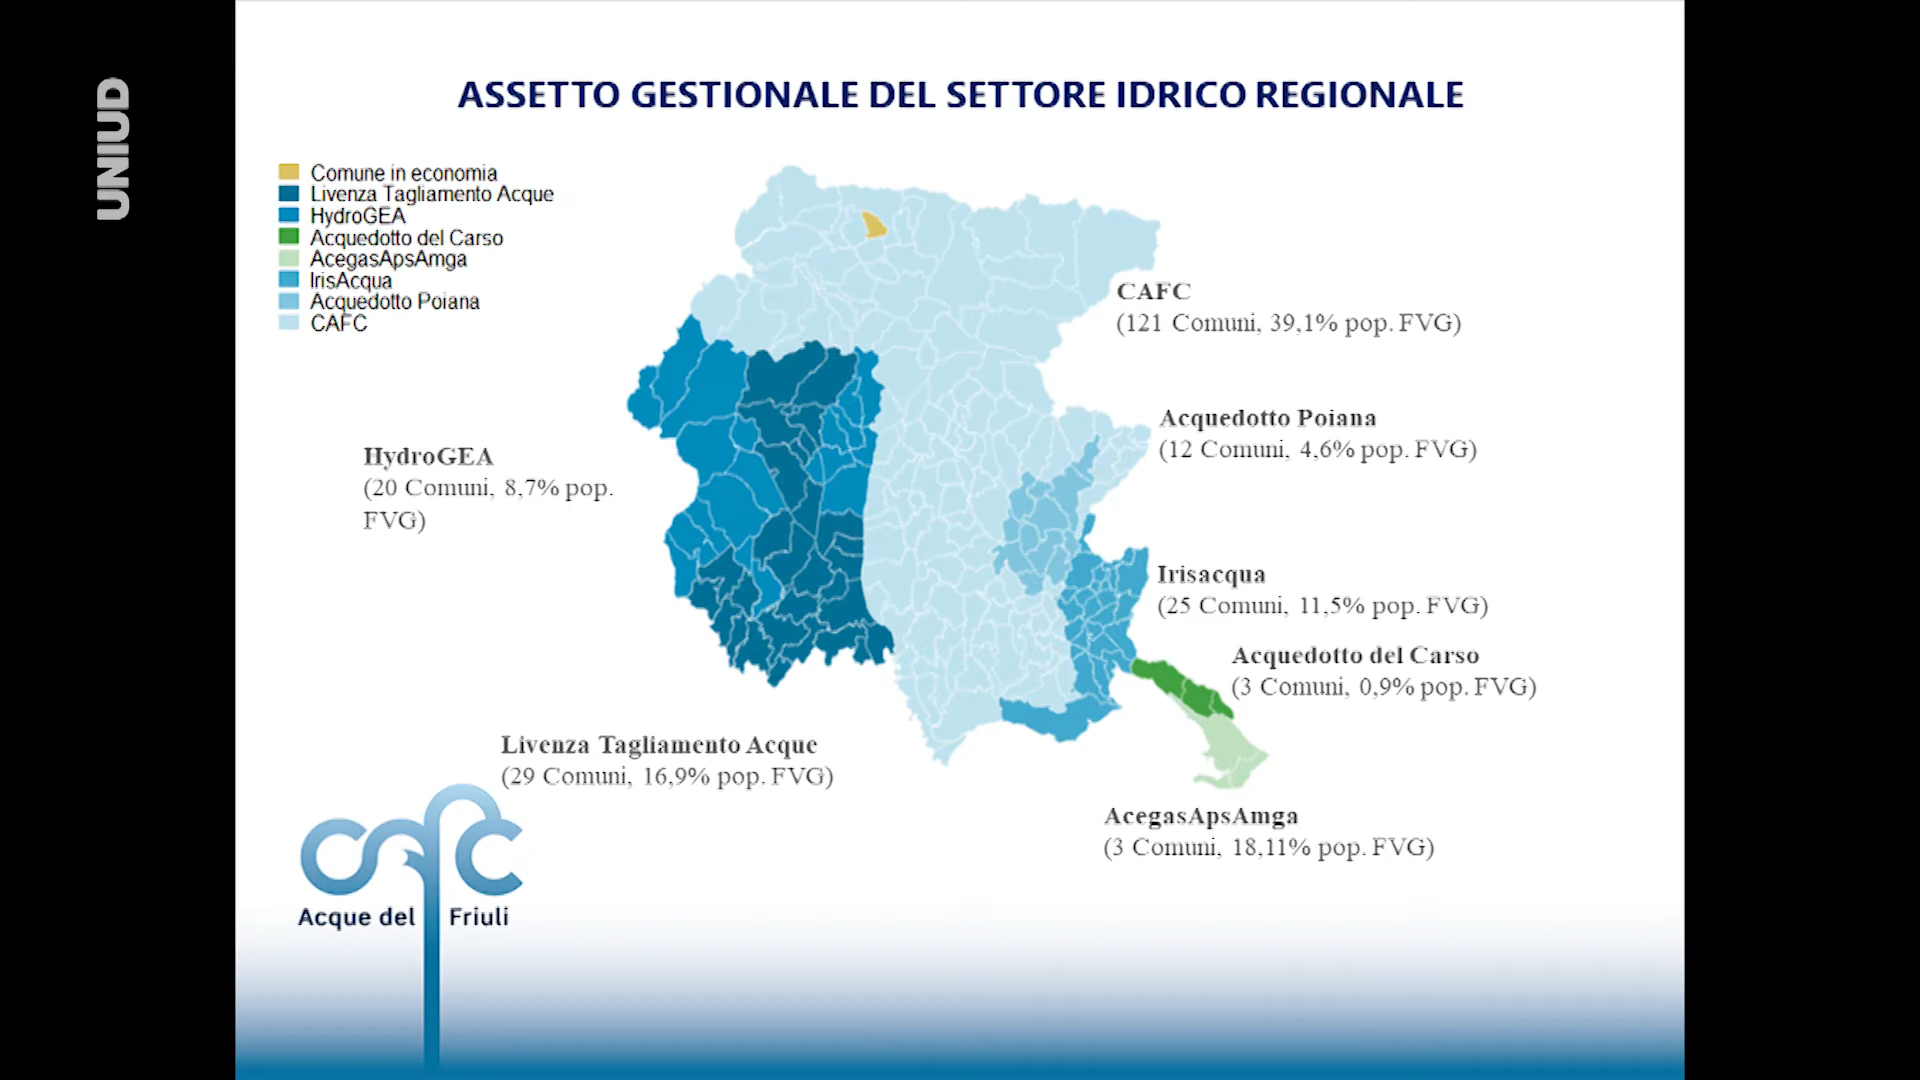 UNIUD
ASSETTO GESTIONALE DEL SETTORE IDRICO REGIONALE
Comune in economia
Livenza Tagliamento Acque
HydroGEA
Acquedotto del Carso
AcegasApsAmga
IrisAcqua
Acquedotto Poiana
CAFC
CAFC
(121 Comuni, 39,1% pop. FVG)
Acquedotto Poiana
(12 Comuni, 4,6% pop. FVG)
HydroGEA
(20 Comuni, 8,7% pop.
FVG)
Irisacqua
(25 Comuni, 11,5% pop. FVG)
Acquedotto del Carso
(3 Comuni, 0,9% pop. FVG)
Livenza Tagliamento Acque
(29 Comuni, 16,9% pop. FVG)
AcegasApsAmga
(3 Comuni, 18,11% pop. FVG)
cafc
Acque del Friuli